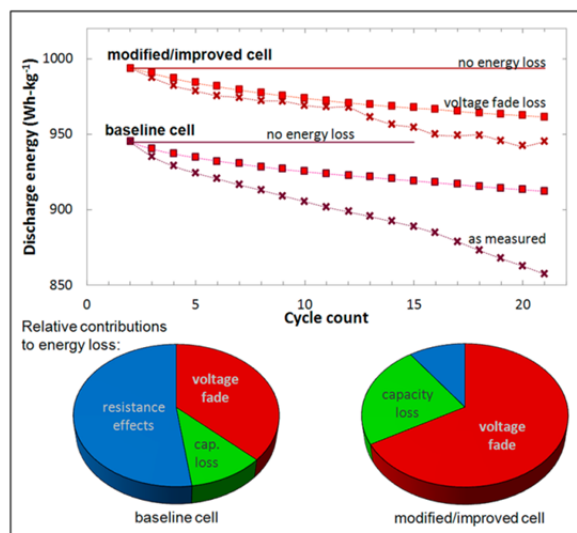 1000
modified/improved cell
no energy loss
voltage fade loss
950
baseline cell
no energy loss
900
as measured
850
Discharge energy (Wh-kg⁻¹)
0 5 10 15 20
Cycle count
Relative contributions
to energy loss:
resistance
effects
voltage
fade
cap.
loss
baseline cell
capacity
loss
voltage
fade
modified/improved cell